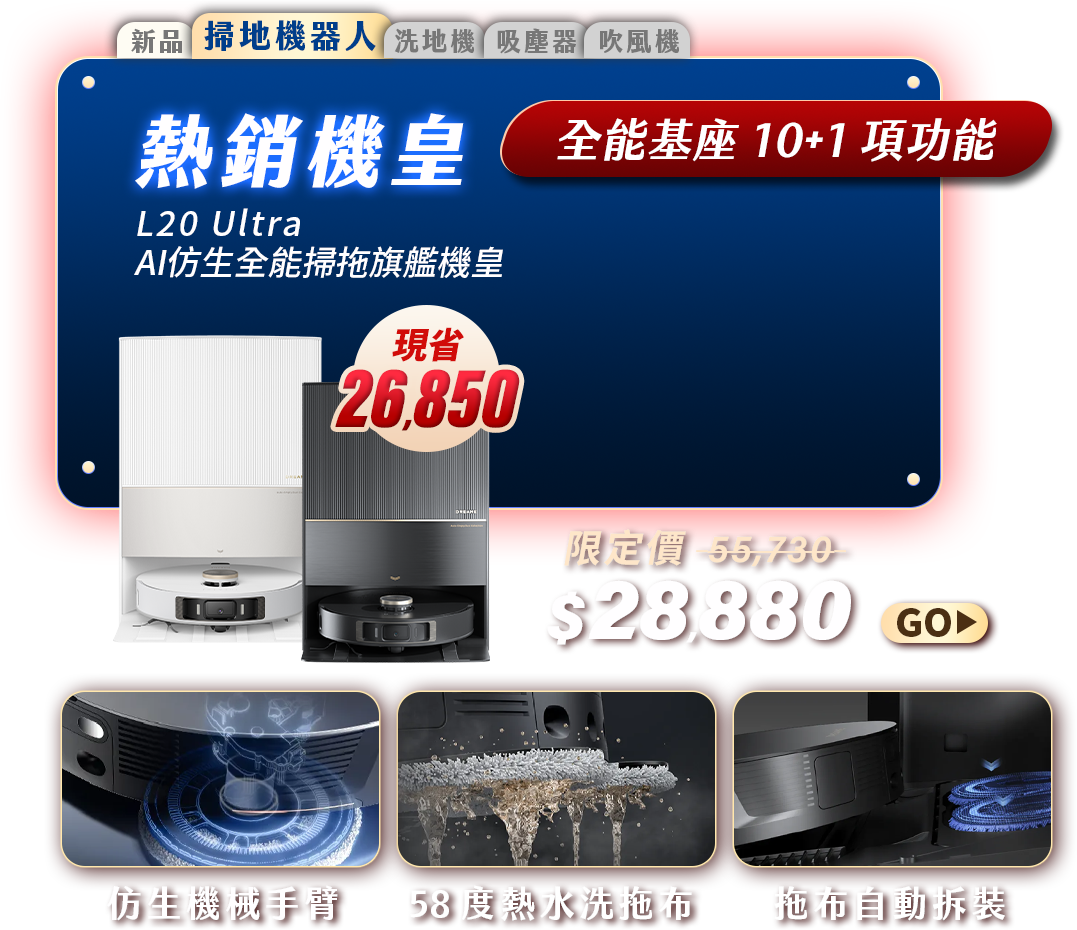 新品 掃地機器人 洗地機 吸塵器 吹風機
熱銷機皇
全能基座 10+1 項功能
L20 Ultra
AI仿生全能掃拖旗艦機皇
現省
26,850
DREAME
限定價 55,730
$28,880
GO
仿生機械手臂
58度熱水洗拖布
拖布自動拆裝